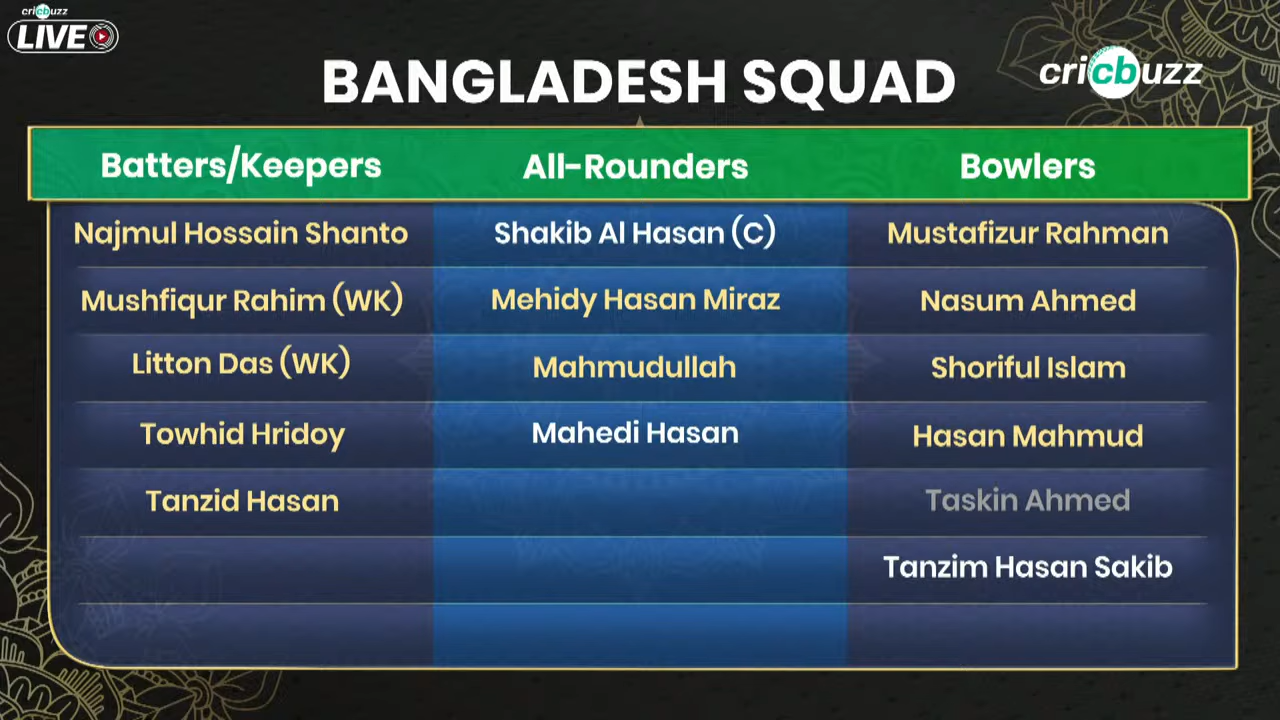 cricbuzz
LIVE
BANGLADESH SQUAD
cricbuzz
Batters/Keepers All-Rounders Bowlers
Najmul Hossain Shanto Shakib Al Hasan (C) Mustafizur Rahman
Mushfiqur Rahim (WK) Mehidy Hasan Miraz Nasum Ahmed
Litton Das (WK) Mahmudullah Shoriful Islam
Towhid Hridoy Mahedi Hasan Hasan Mahmud
Tanzid Hasan Taskin Ahmed
Tanzim Hasan Sakib